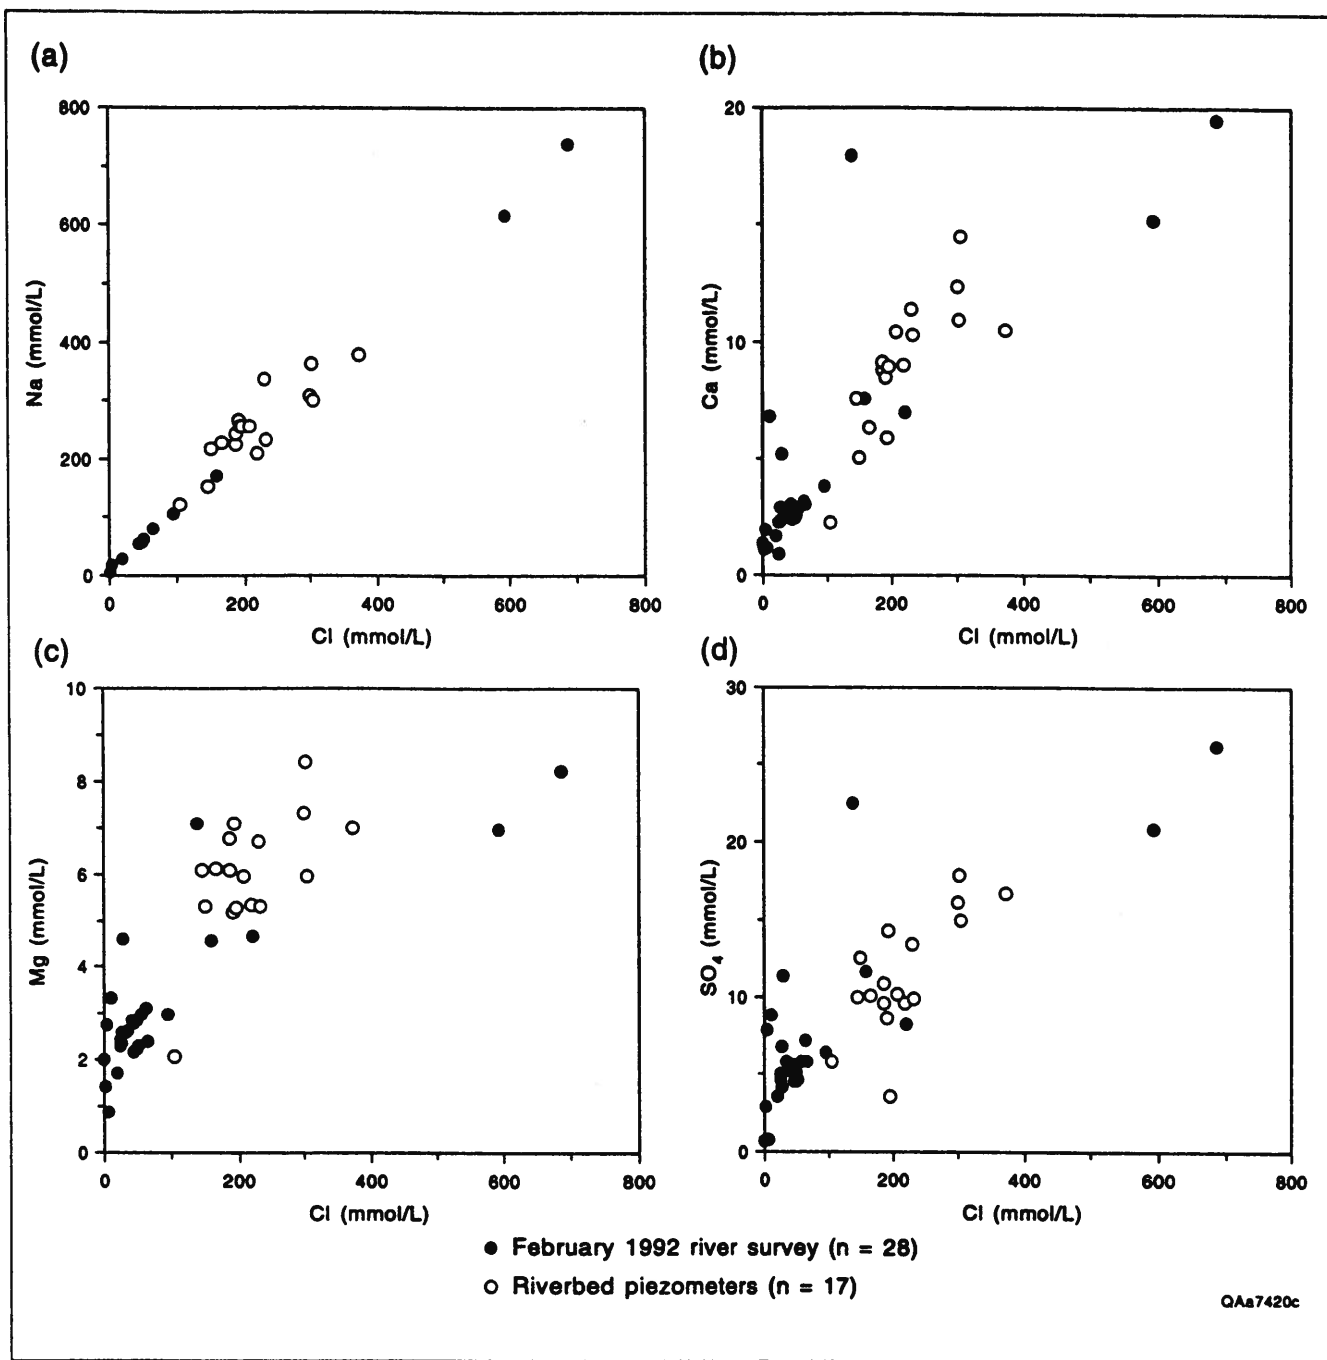 (a)
(b)
800
600
400
200
0
Na (mmol/L)
0 200 400 600 800
Cl (mmol/L)
20
10
0
Ca (mmol/L)
0 200 400 600 800
Cl (mmol/L)
(c)
(d)
10
8
6
4
2
0
Mg (mmol/L)
0 200 400 600 800
Cl (mmol/L)
30
20
10
0
SO4 (mmol/L)
0 200 400 600 800
Cl (mmol/L)
● February 1992 river survey (n = 28)
○ Riverbed piezometers (n = 17)
QAa7420c